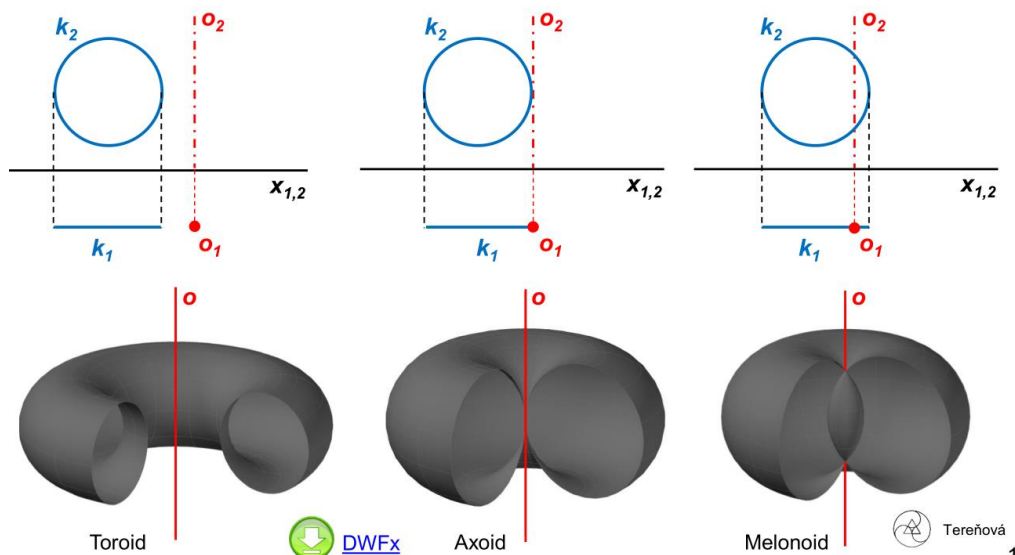 k2 o2
k2 o2
k2 o2
x1,2
x1,2
x1,2
k1 o1
k1 o1
k1 o1
o
o
o
Toroid
DWFx
Axoid
Melonoid
Tereňová